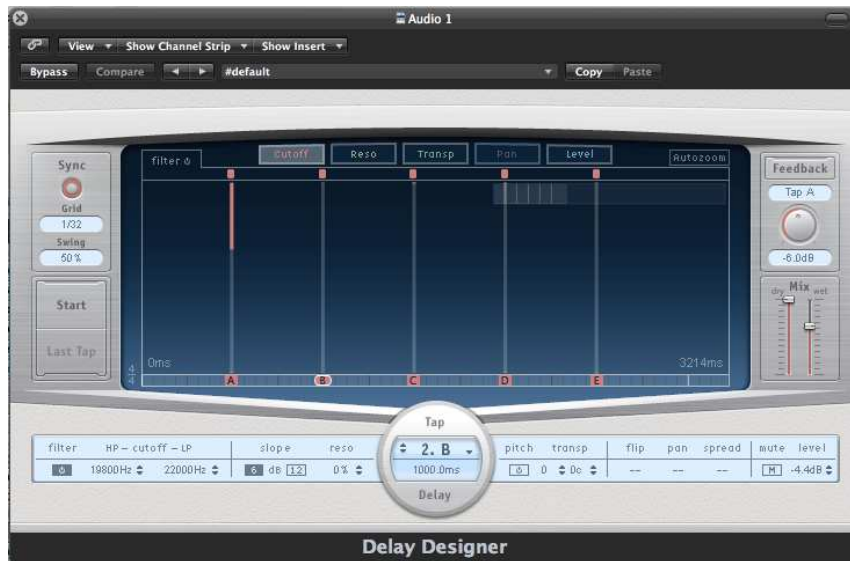 Audio 1
View Show Channel Strip Show Insert
Bypass Compare #default Copy Paste
filter Cutoff Reso Transp Pan Level Autozoom
Sync
Grid
1/32
Swing
50%
Start
Last Tap
Feedback
Tap A
-6.0dB
dry Mix wet
4
4
0ms 3214ms
A B C D E
Tap
2. B
1000.0ms
Delay
filter HP - cutoff - LP slope reso pitch transp flip pan spread mute level
19800Hz 22000Hz 6 dB 12 0% 0 0c -- -- -- M -4.4dB
Delay Designer